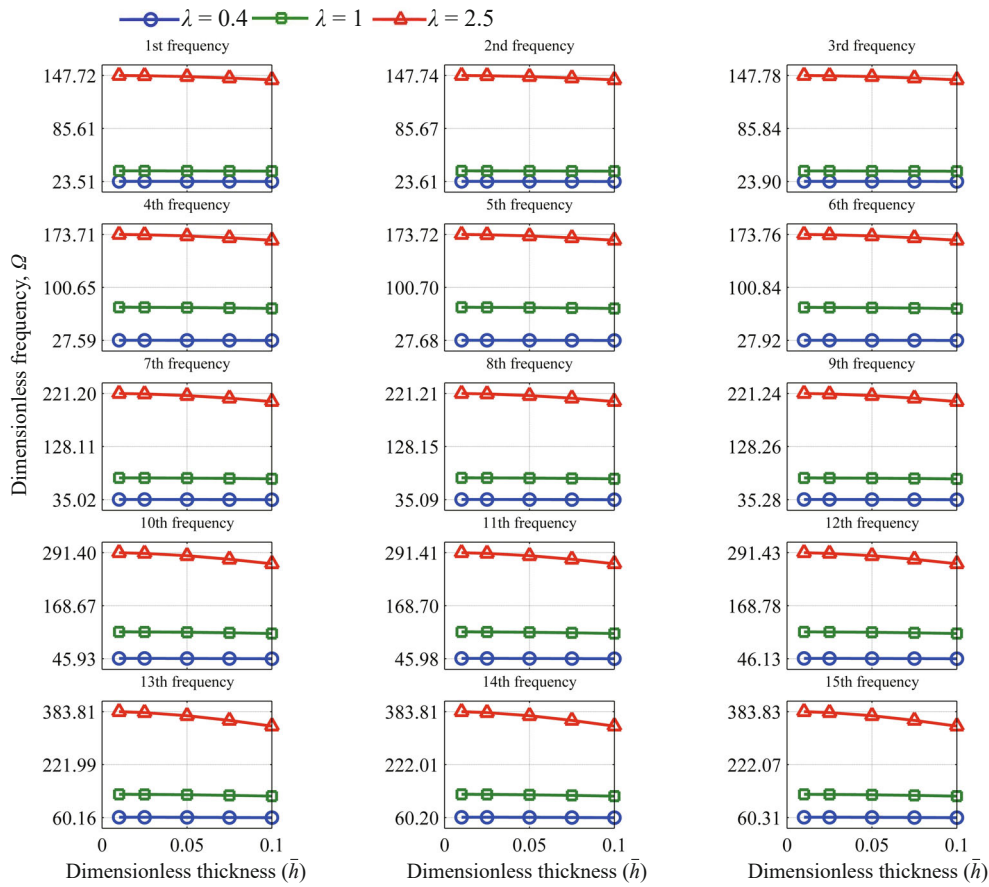 λ = 0.4 λ = 1 λ = 2.5
1st frequency 2nd frequency 3rd frequency
147.72 147.74 147.78
85.61 85.67 85.84
23.51 23.61 23.90
4th frequency 5th frequency 6th frequency
173.71 173.72 173.76
100.65 100.70 100.84
27.59 27.68 27.92
7th frequency 8th frequency 9th frequency
221.20 221.21 221.24
128.11 128.15 128.26
35.02 35.09 35.28
10th frequency 11th frequency 12th frequency
291.40 291.41 291.43
168.67 168.70 168.78
45.93 45.98 46.13
13th frequency 14th frequency 15th frequency
383.81 383.81 383.83
221.99 222.01 222.07
60.16 60.20 60.31
0 0.05 0.1 0 0.05 0.1 0 0.05 0.1
Dimensionless thickness (h̄) Dimensionless thickness (h̄) Dimensionless thickness (h̄)
Dimensionless frequency, Ω